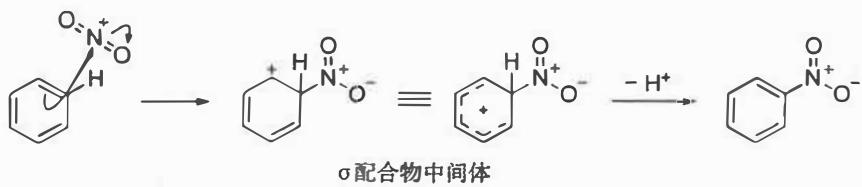 O N+ O H
H + N+ O O−
≡
H + N+ O O−
− H+
N+ O O−
σ配合物中间体